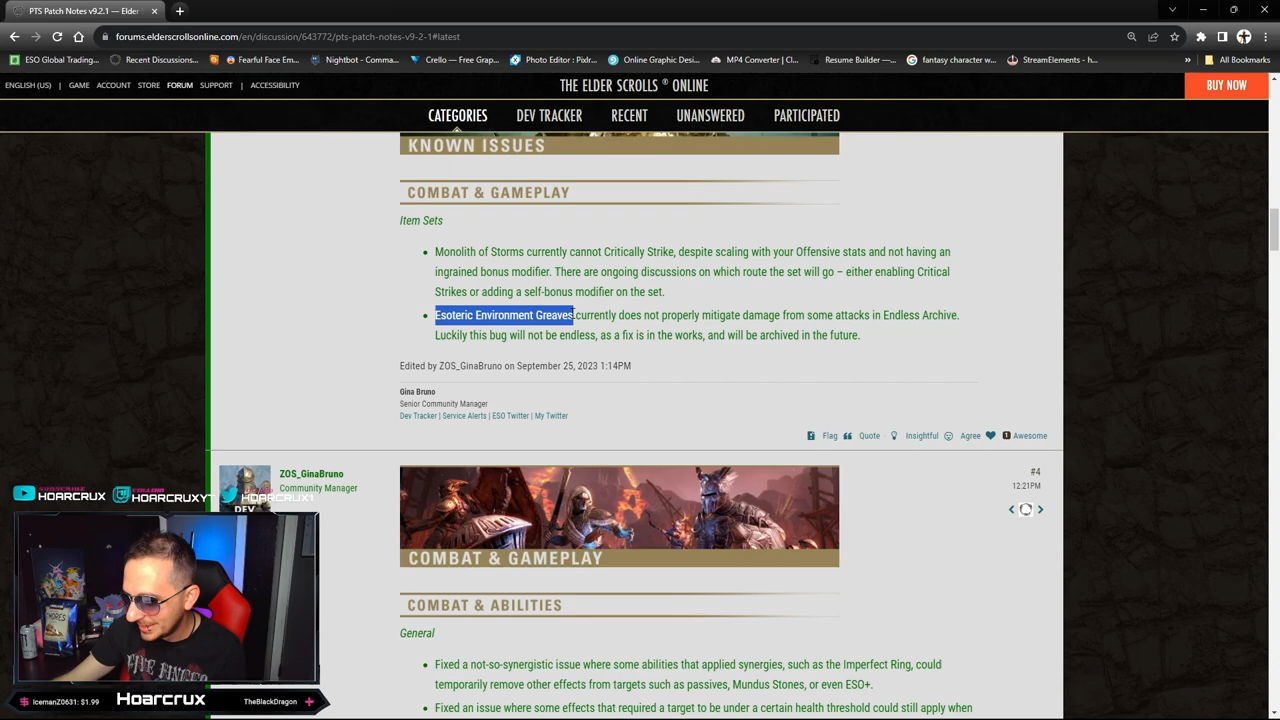 PTS Patch Notes v9.2.1 — Elder
forums.elderscrollsonline.com/en/discussion/643772/pts-patch-notes-v9-2-1#latest
ESO Global Trading... Recent Discussions... Fearful Face Em... Nightbot - Comma... Crello — Free Grap... Photo Editor : Pixlr... Online Graphic Desi... MP4 Converter | Cl... Resume Builder —... fantasy character w... StreamElements - h... » All Bookmarks
ENGLISH (US) | GAME ACCOUNT STORE FORUM SUPPORT | ACCESSIBILITY
THE ELDER SCROLLS ® ONLINE
BUY NOW
CATEGORIES DEV TRACKER RECENT UNANSWERED PARTICIPATED
KNOWN ISSUES
COMBAT & GAMEPLAY
Item Sets
• Monolith of Storms currently cannot Critically Strike, despite scaling with your Offensive stats and not having an
ingrained bonus modifier. There are ongoing discussions on which route the set will go – either enabling Critical
Strikes or adding a self-bonus modifier on the set.
• Esoteric Environment Greaves currently does not properly mitigate damage from some attacks in Endless Archive.
Luckily this bug will not be endless, as a fix is in the works, and will be archived in the future.
Edited by ZOS_GinaBruno on September 25, 2023 1:14PM
Gina Bruno
Senior Community Manager
Dev Tracker | Service Alerts | ESO Twitter | My Twitter
Flag Quote · Insightful Agree 1 Awesome
ZOS_GinaBruno
Community Manager
#4
12:21PM
SUBSCRIBE
HOARCRUX
FOLLOW
HOARCRUXYT
HOARCRUX1
DEV
COMBAT & GAMEPLAY
COMBAT & ABILITIES
General
• Fixed a not-so-synergistic issue where some abilities that applied synergies, such as the Imperfect Ring, could
temporarily remove other effects from targets such as passives, Mundus Stones, or even ESO+.
• Fixed an issue where some effects that required a target to be under a certain health threshold could still apply when
S'MORES
FIVE FINGER
IcemanZ0631: $1.99
Hoarcrux
TheBlackDragon